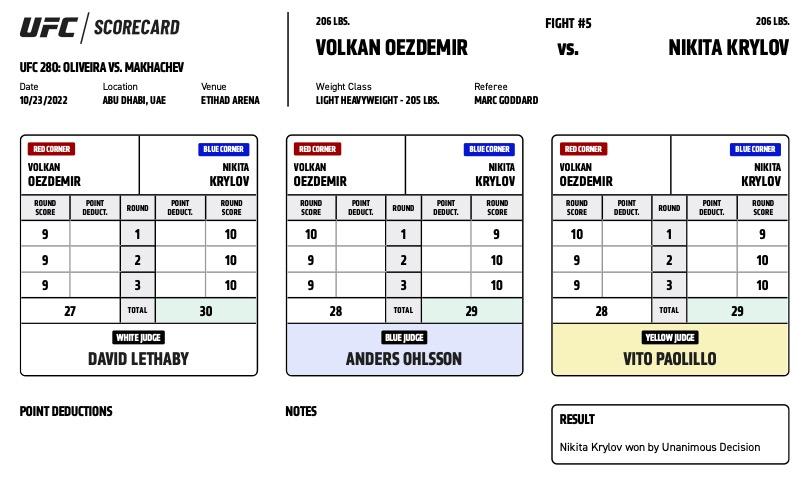 UFC / SCORECARD
UFC 280: OLIVEIRA VS. MAKHACHEV
Date Location Venue
10/23/2022 ABU DHABI, UAE ETIHAD ARENA
206 LBS. FIGHT #5 206 LBS.
VOLKAN OEZDEMIR VS. NIKITA KRYLOV
Weight Class Referee
LIGHT HEAVYWEIGHT - 205 LBS. MARC GODDARD
RED CORNER BLUE CORNER
VOLKAN NIKITA
OEZDEMIR KRYLOV
ROUND SCORE POINT DEDUCT. ROUND POINT DEDUCT. ROUND SCORE
9 1 10
9 2 10
9 3 10
27 TOTAL 30
WHITE JUDGE
DAVID LETHABY
RED CORNER BLUE CORNER
VOLKAN NIKITA
OEZDEMIR KRYLOV
ROUND SCORE POINT DEDUCT. ROUND POINT DEDUCT. ROUND SCORE
10 1 9
9 2 10
9 3 10
28 TOTAL 29
BLUE JUDGE
ANDERS OHLSSON
RED CORNER BLUE CORNER
VOLKAN NIKITA
OEZDEMIR KRYLOV
ROUND SCORE POINT DEDUCT. ROUND POINT DEDUCT. ROUND SCORE
10 1 9
9 2 10
9 3 10
28 TOTAL 29
YELLOW JUDGE
VITO PAOLILLO
POINT DEDUCTIONS
NOTES
RESULT
Nikita Krylov won by Unanimous Decision